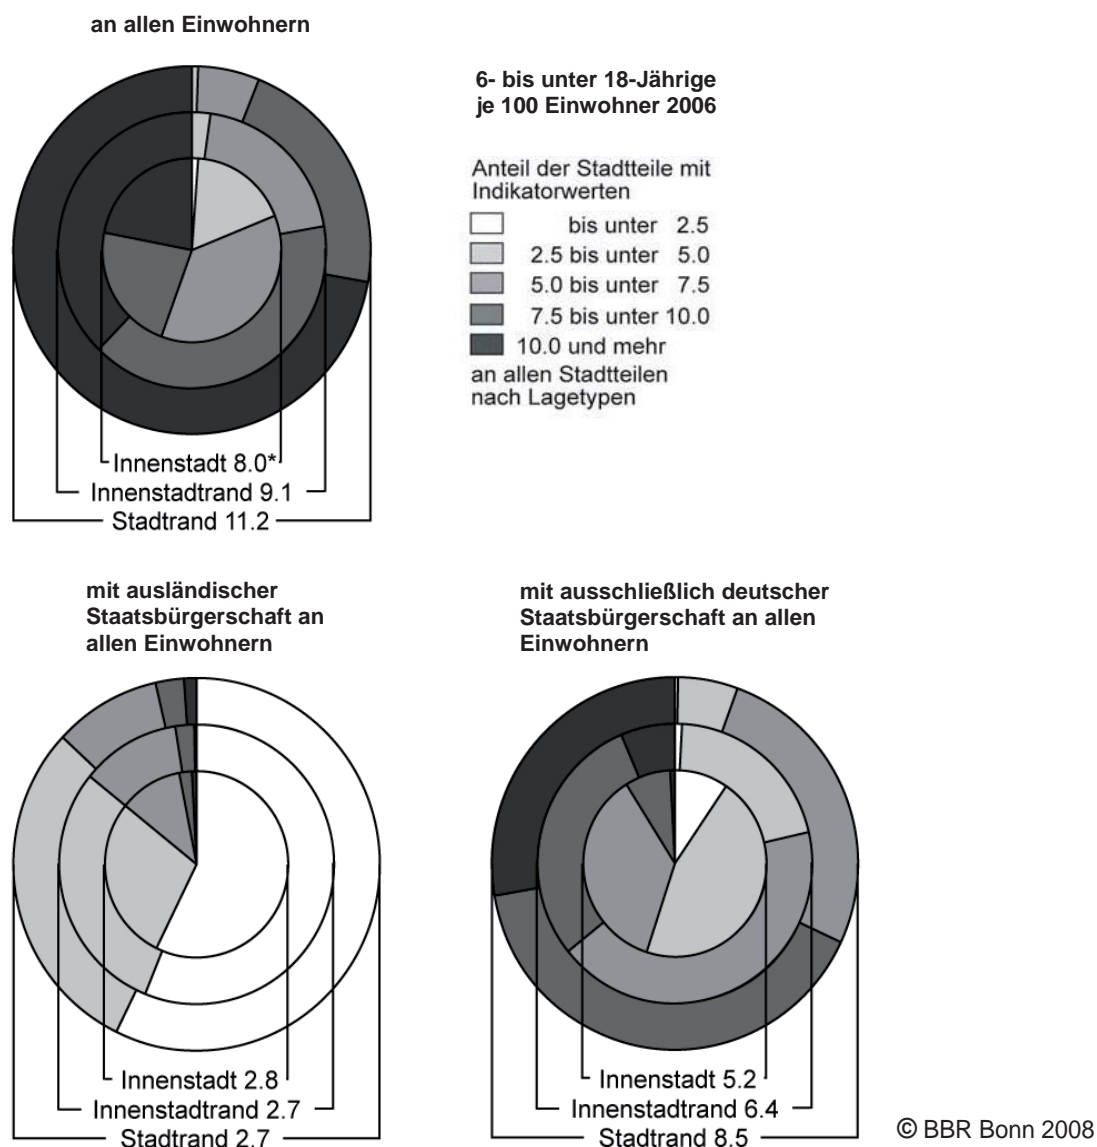 an allen Einwohnern
6- bis unter 18-Jährige
je 100 Einwohner 2006
Anteil der Stadtteile mit
Indikatorwerten
bis unter 2.5
2.5 bis unter 5.0
5.0 bis unter 7.5
7.5 bis unter 10.0
10.0 und mehr
an allen Stadtteilen
nach Lagetypen
Innenstadt 8.0*
Innenstadtrand 9.1
Stadtrand 11.2
mit ausländischer
Staatsbürgerschaft an
allen Einwohnern
Innenstadt 2.8
Innenstadtrand 2.7
Stadtrand 2.7
mit ausschließlich deutscher
Staatsbürgerschaft an allen
Einwohnern
Innenstadt 5.2
Innenstadtrand 6.4
Stadtrand 8.5
© BBR Bonn 2008